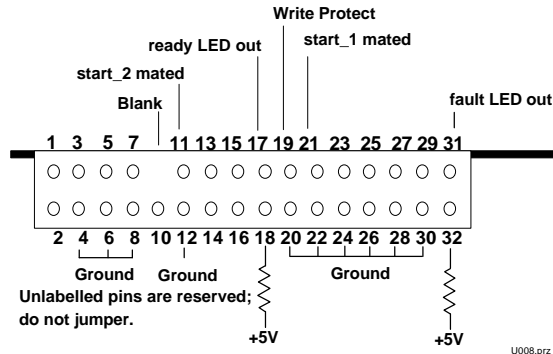 Write Protect
ready LED out
start_1 mated
start_2 mated
Blank
fault LED out
1 3 5 7 11 13 15 17 19 21 23 25 27 29 31
2 4 6 8 10 12 14 16 18 20 22 24 26 28 30 32
Ground Ground Ground
Unlabelled pins are reserved;
do not jumper.
+5V +5V
U008.prz